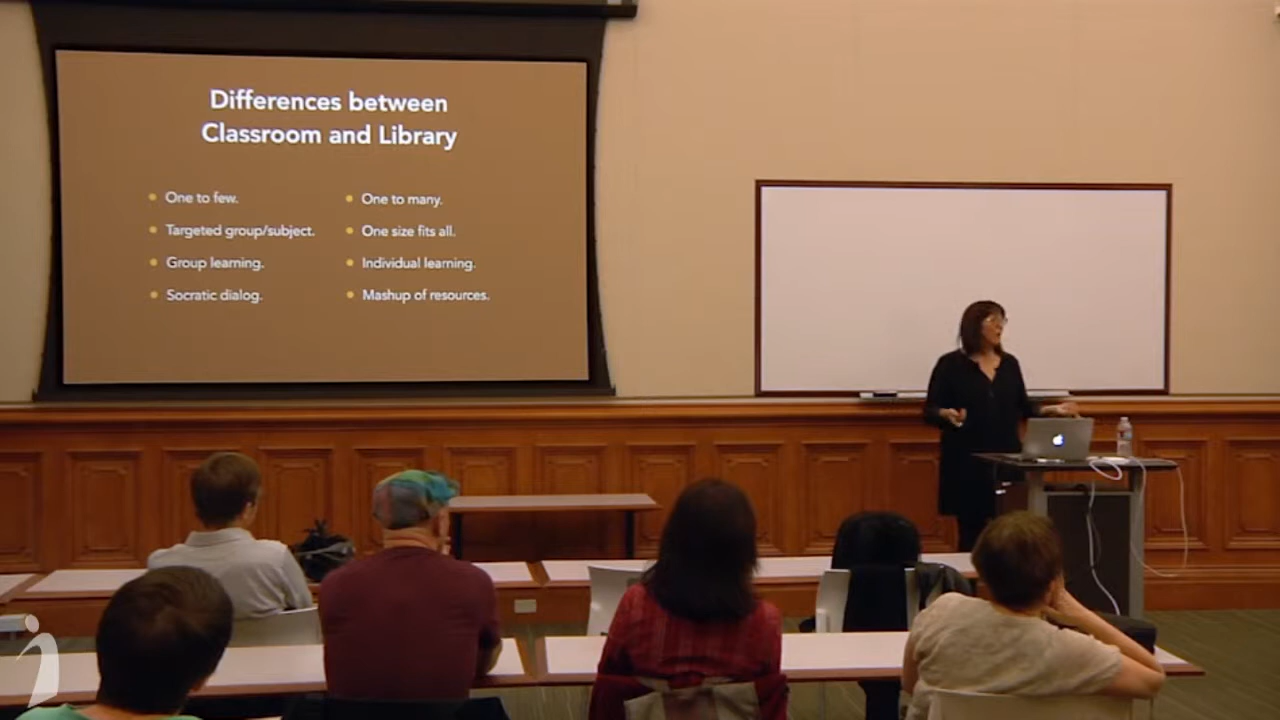 Differences between
Classroom and Library
One to few.
Targeted group/subject.
Group learning.
Socratic dialog.
One to many.
One size fits all.
Individual learning.
Mashup of resources.